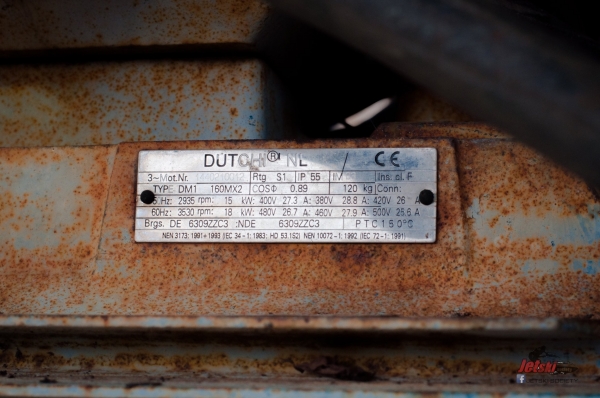 DUTCHI® NL CE
3~Mot.Nr. Rtg S1 IP 55 Ins. cl. F
TYPE DM1 160MX2 COSΦ 0.89 120 kg Conn:
Hz: 2935 rpm 15 kW: 400V 27.3 A: 380V 28.8 A: 420V 26 A
60Hz: 3530 rpm 18 kW: 480V 26.7 A: 460V 27.9 A: 500V 26.6 A
Brgs. DE 6309ZZC3 :NDE 6309ZZC3 PTC150°C
NEN 3173:1991+1993 (IEC 34-1:1983; HD 53.1S2) NEN 10072-1:1992 (IEC 72-1:1991)